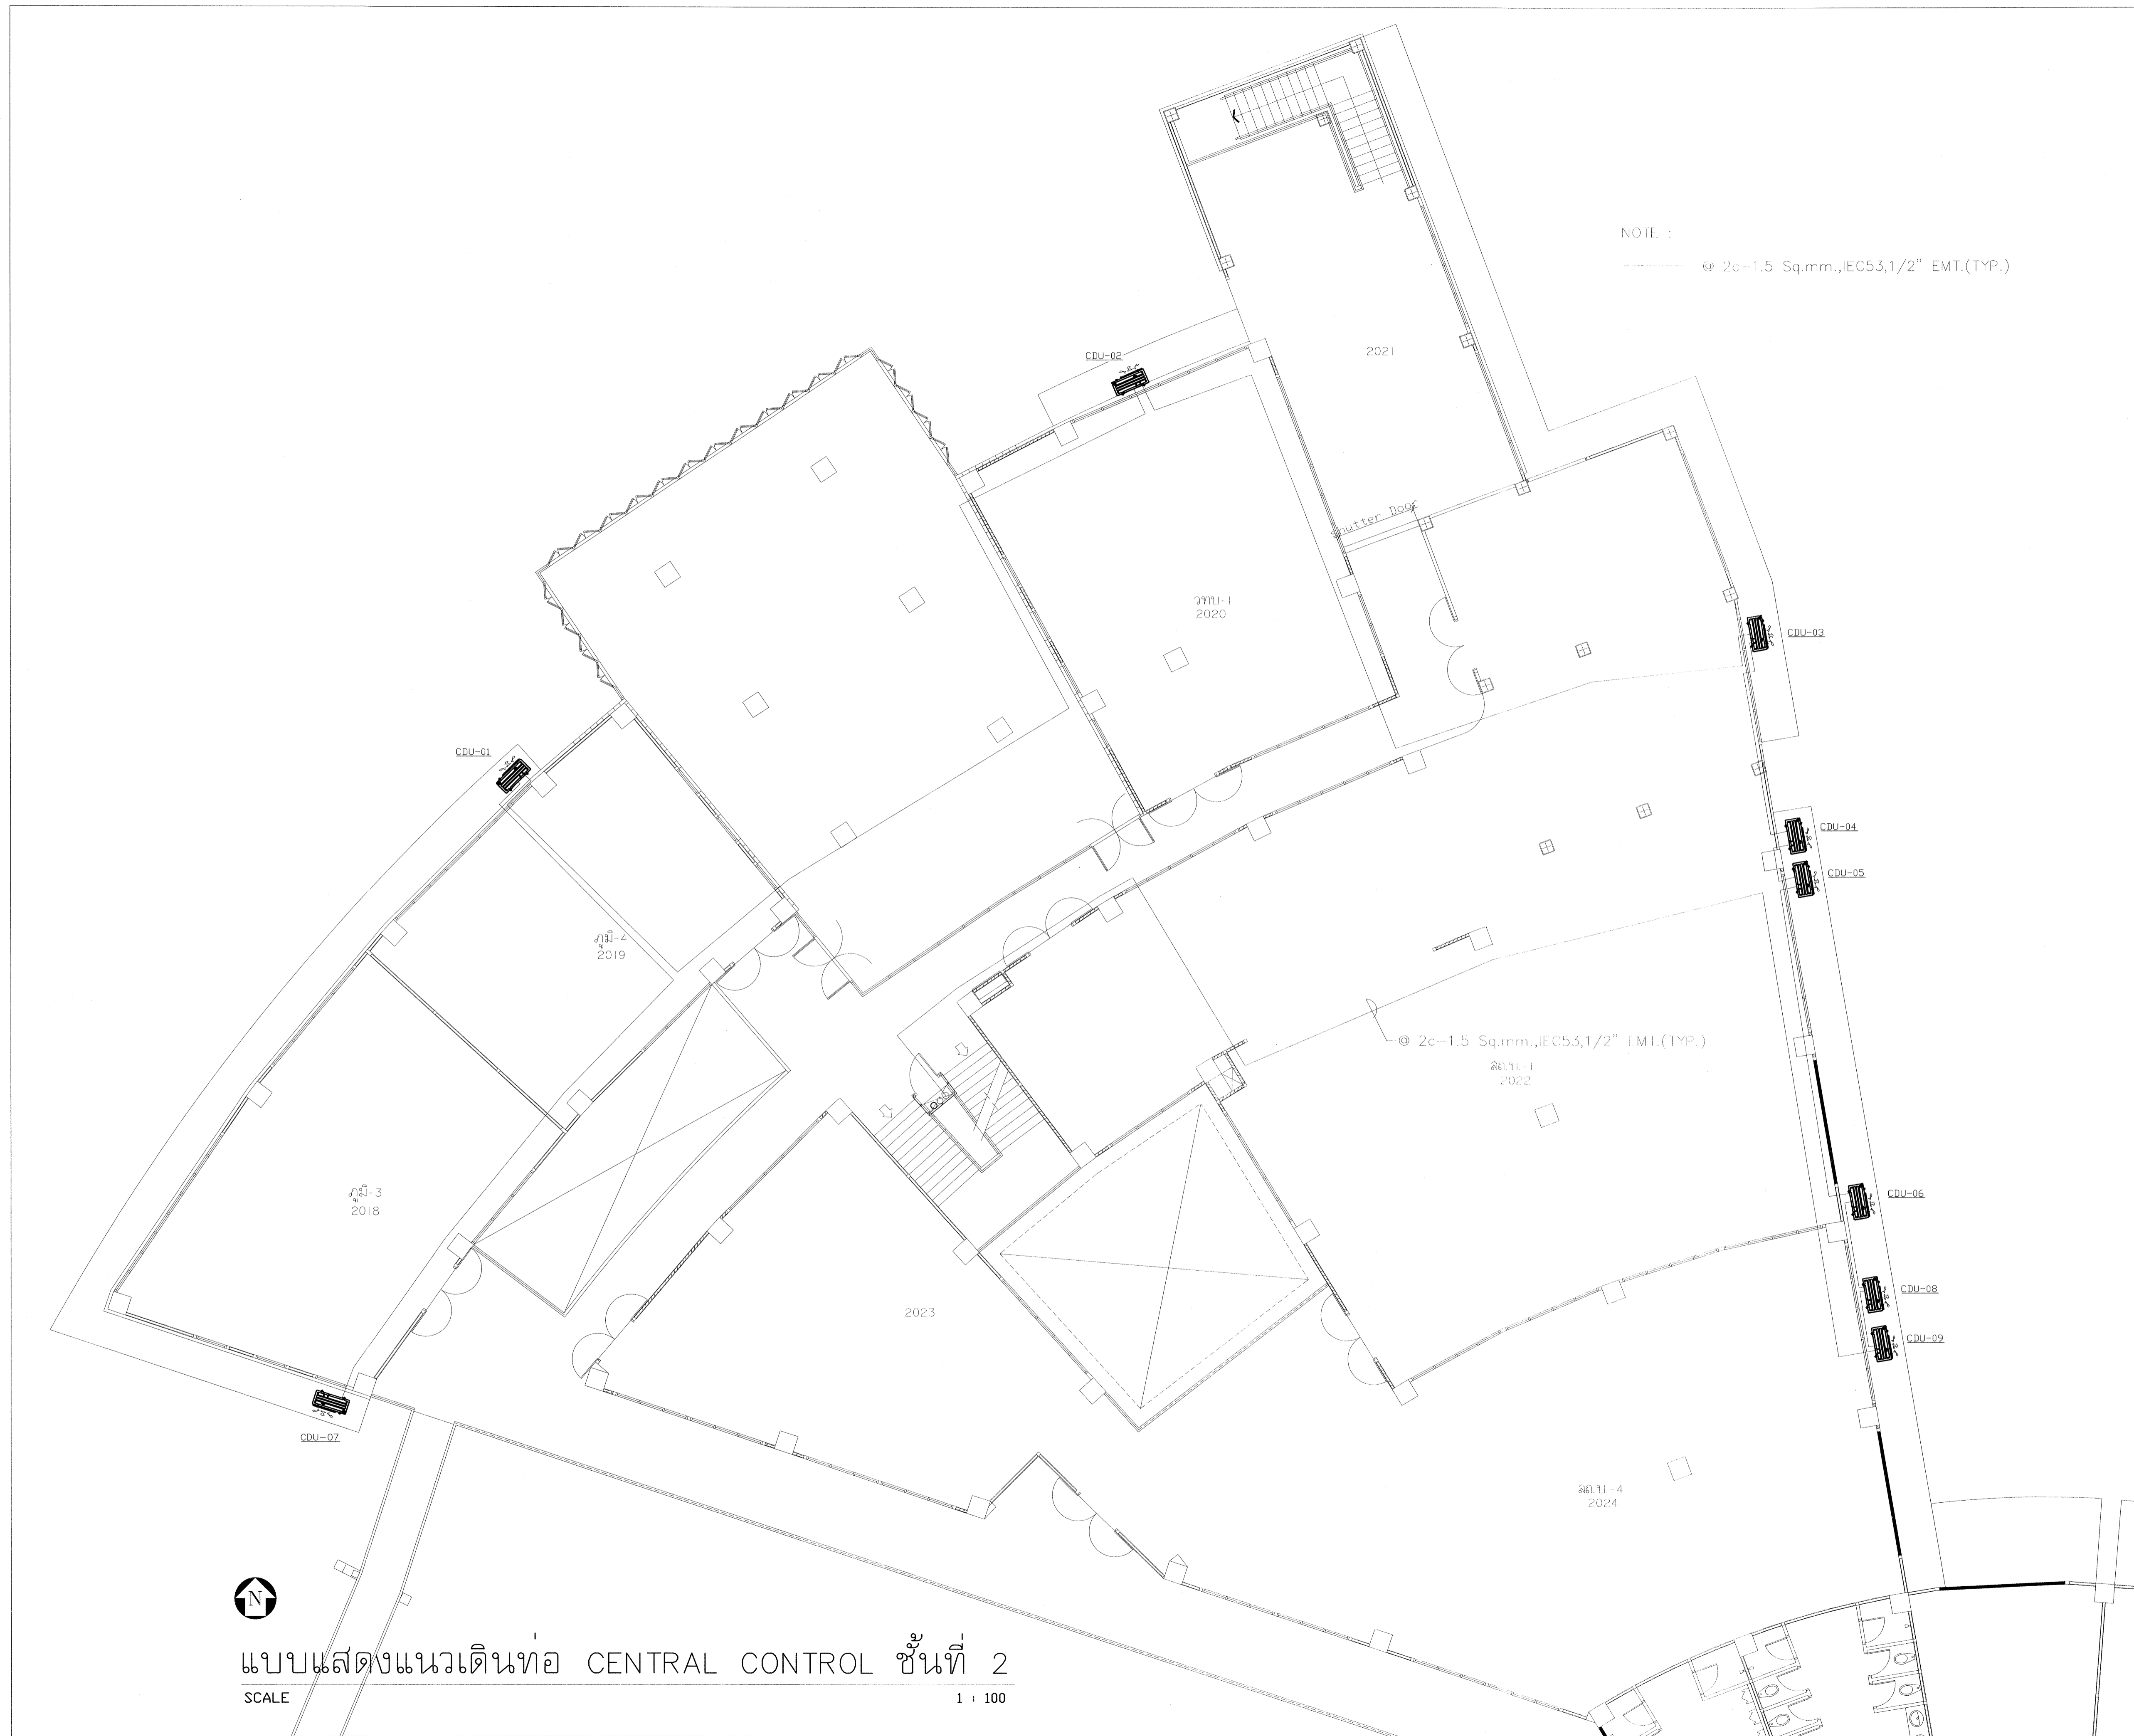 NOTE :
@ 2c-1.5 Sq.mm.,IEC53,1/2" EMT.(TYP.)
2021
CDU-02
Shutter Door
วทบ-1
2020
CDU-03
CDU-01
CDU-04
CDU-05
ภูมิ-4
2019
@ 2c-1.5 Sq.mm.,IEC53,1/2" EMT.(TYP.)
2022
ภูมิ-3
2018
CDU-06
CDU-08
2023
CDU-09
CDU-07
2024
N
แบบแสดงแนวเดินท่อ CENTRAL CONTROL ชั้นที่ 2
SCALE 1 : 100